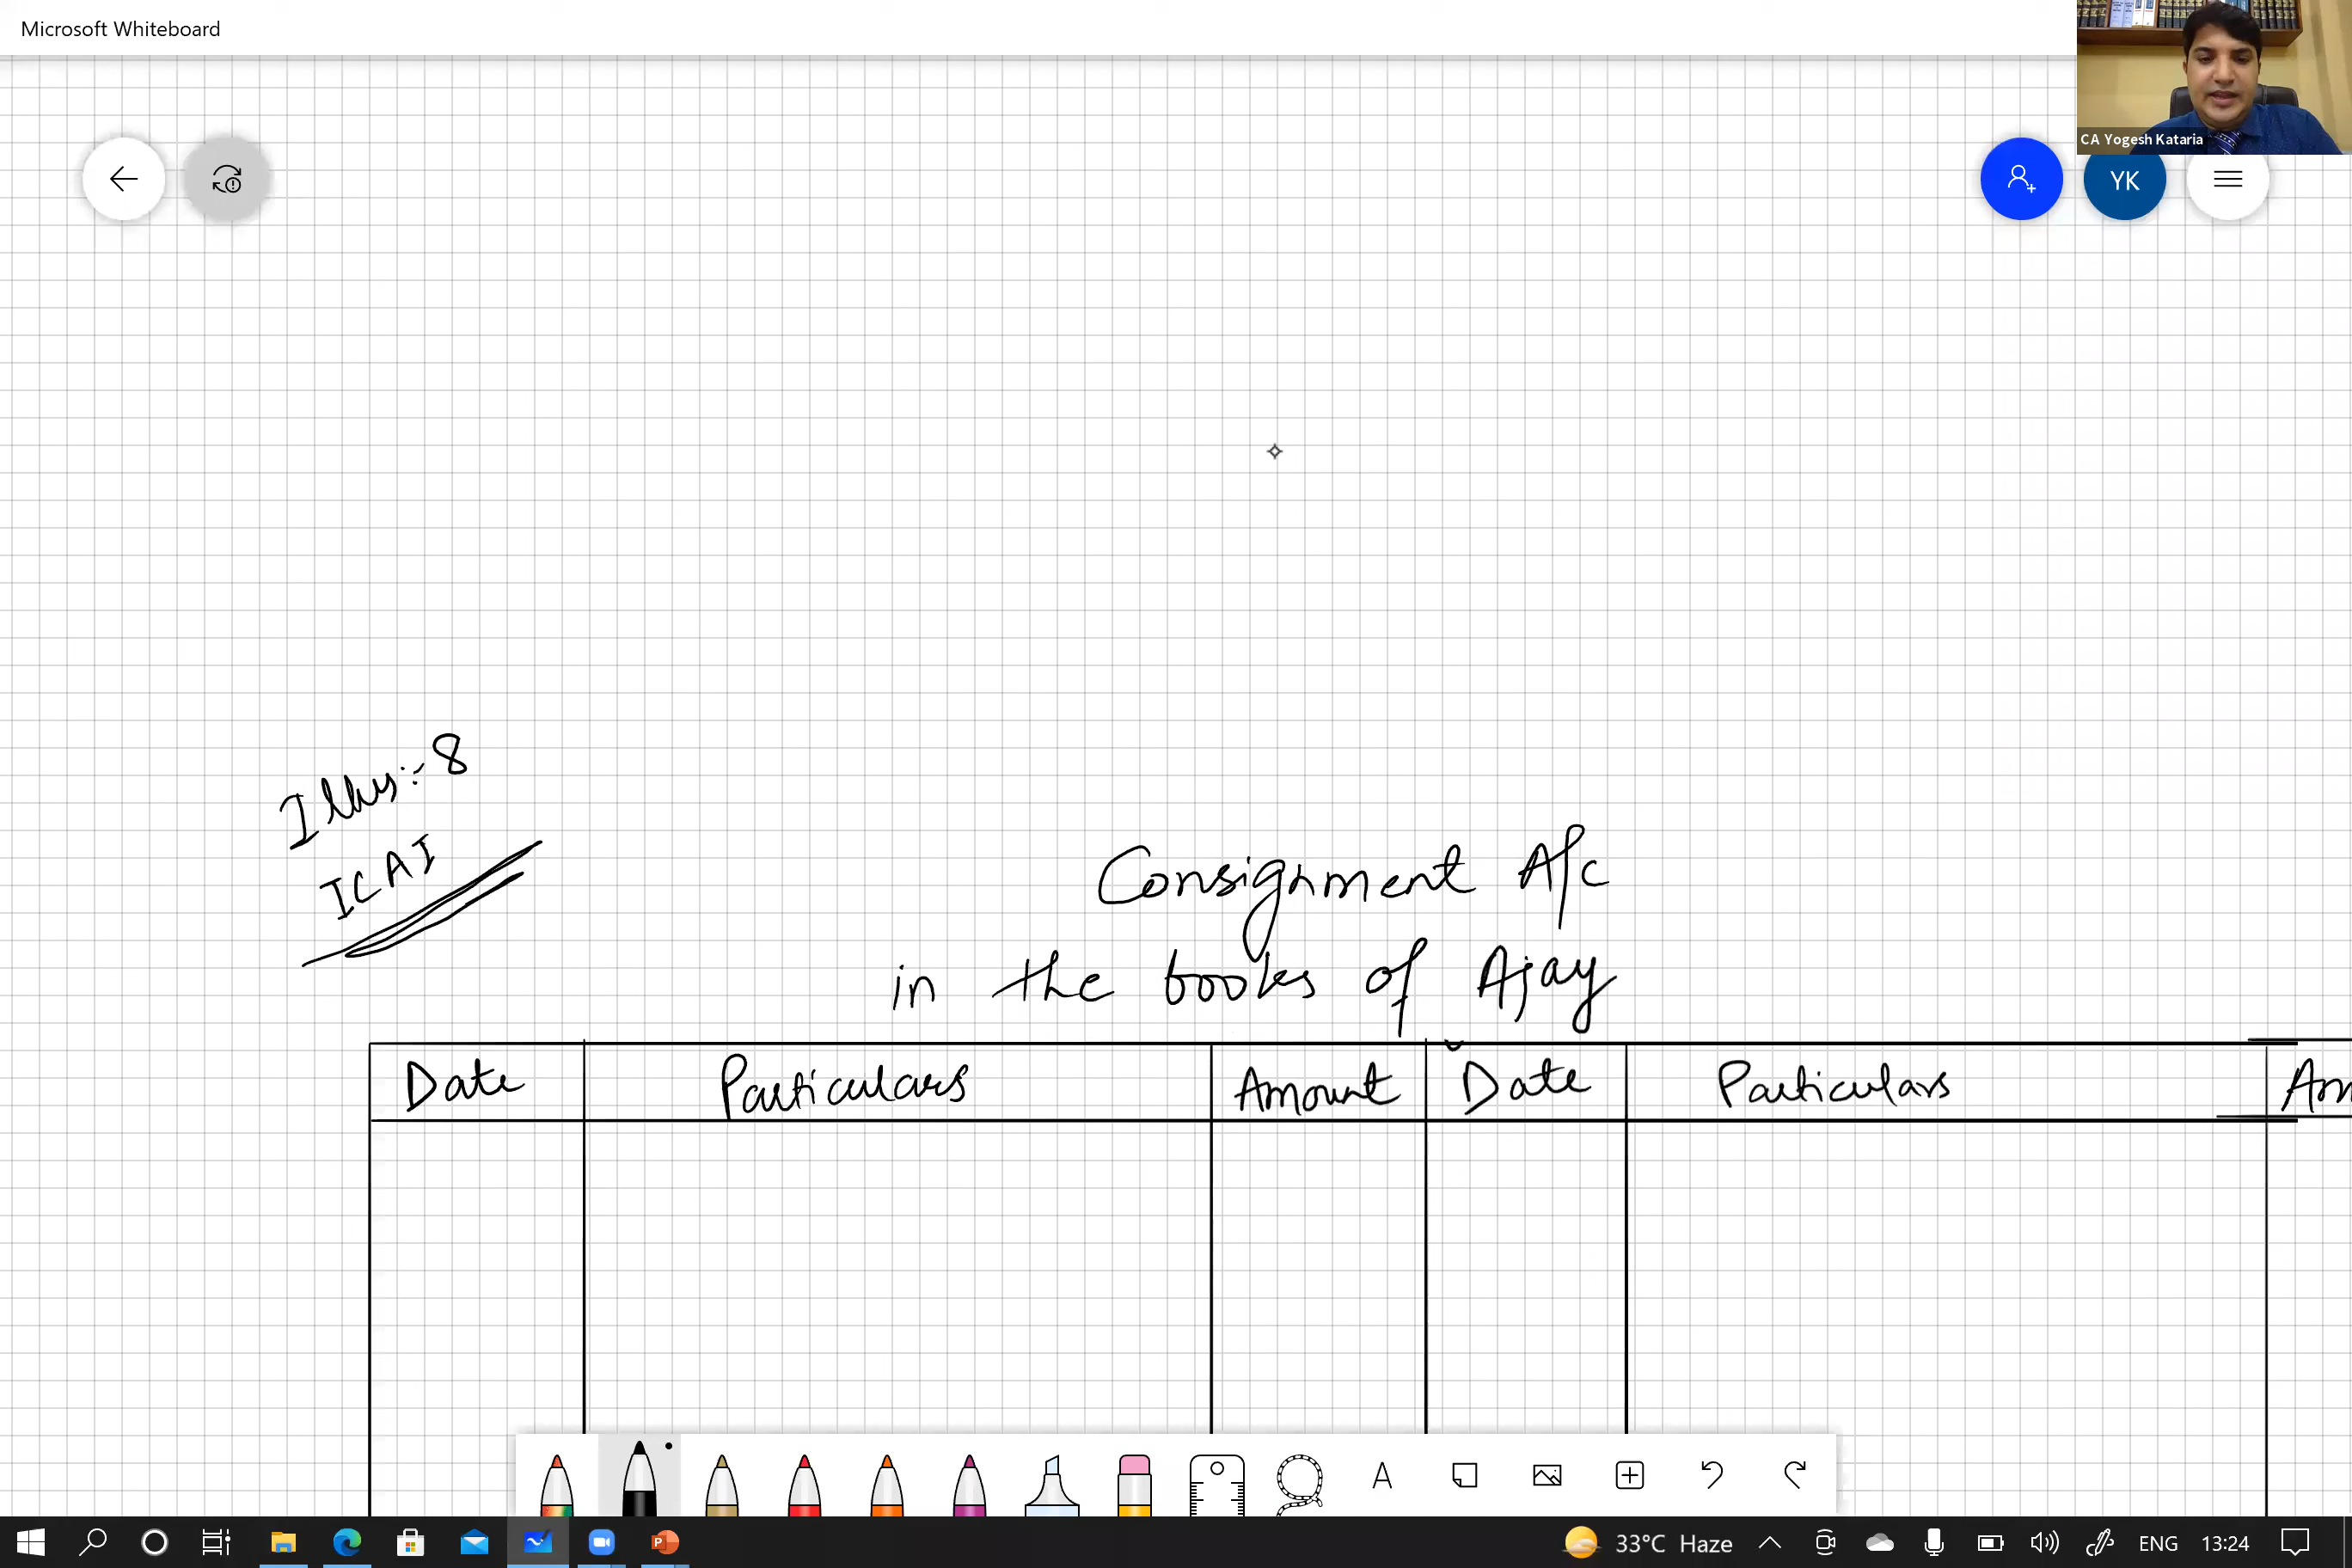 Microsoft Whiteboard
CA Yogesh Kataria
YK
Illus:- 8
ICAI
Consignment A/c
in the books of Ajay
Date Particulars Amount Date Particulars Am
A
P
33°C Haze ENG 13:24